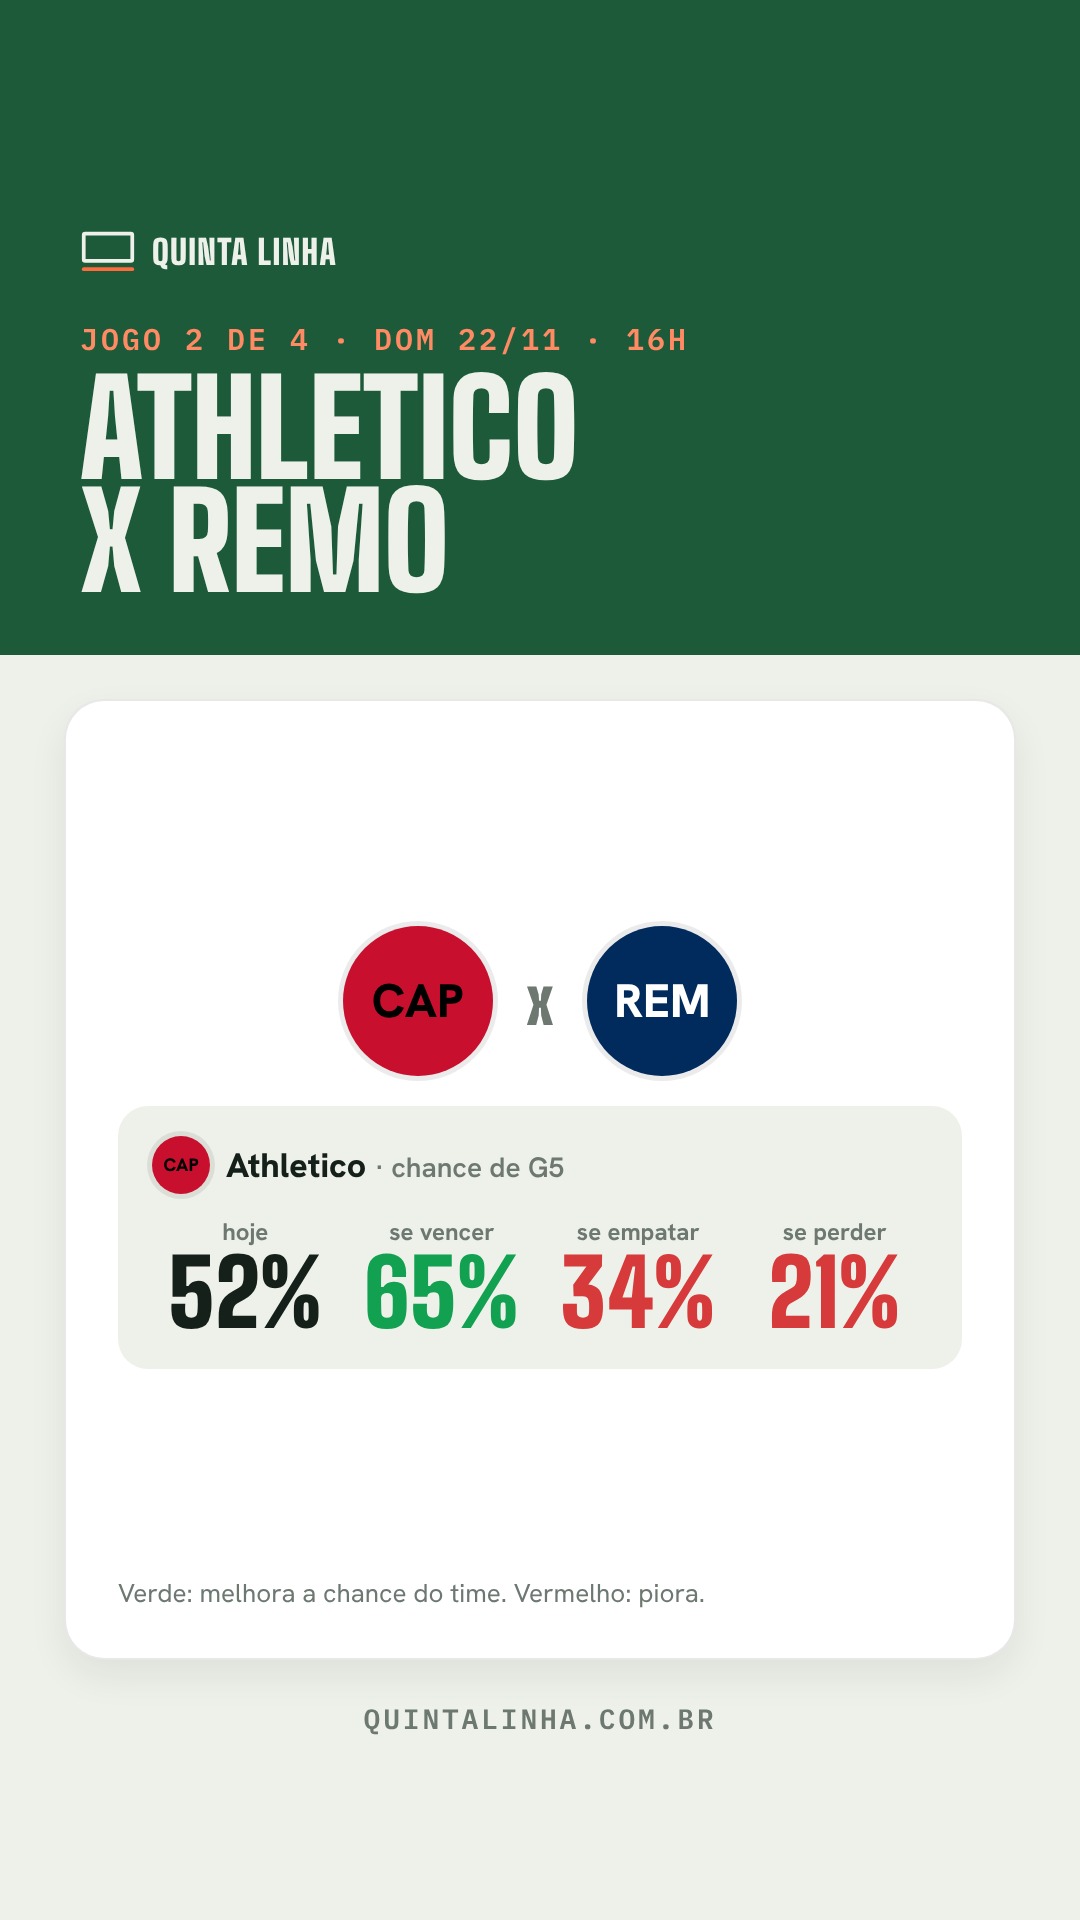 QUINTA LINHA
JOGO 2 DE 4 · DOM 22/11 · 16H
ATHLETICO
X REMO
CAP X REM
CAP Athletico · chance de G5
hoje se vencer se empatar se perder
52% 65% 34% 21%
Verde: melhora a chance do time. Vermelho: piora.
QUINTALINHA.COM.BR